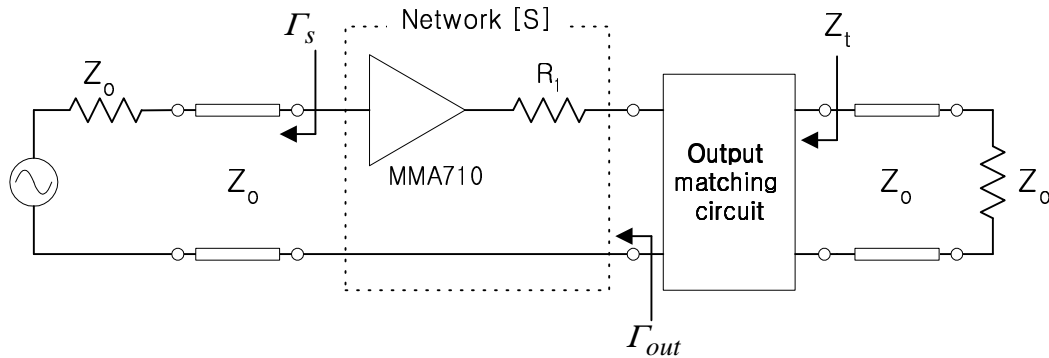 Network [S]
Γs
Zt
Zo
R1
MMA710
Output
matching
circuit
Zo
Zo
Zo
Γout